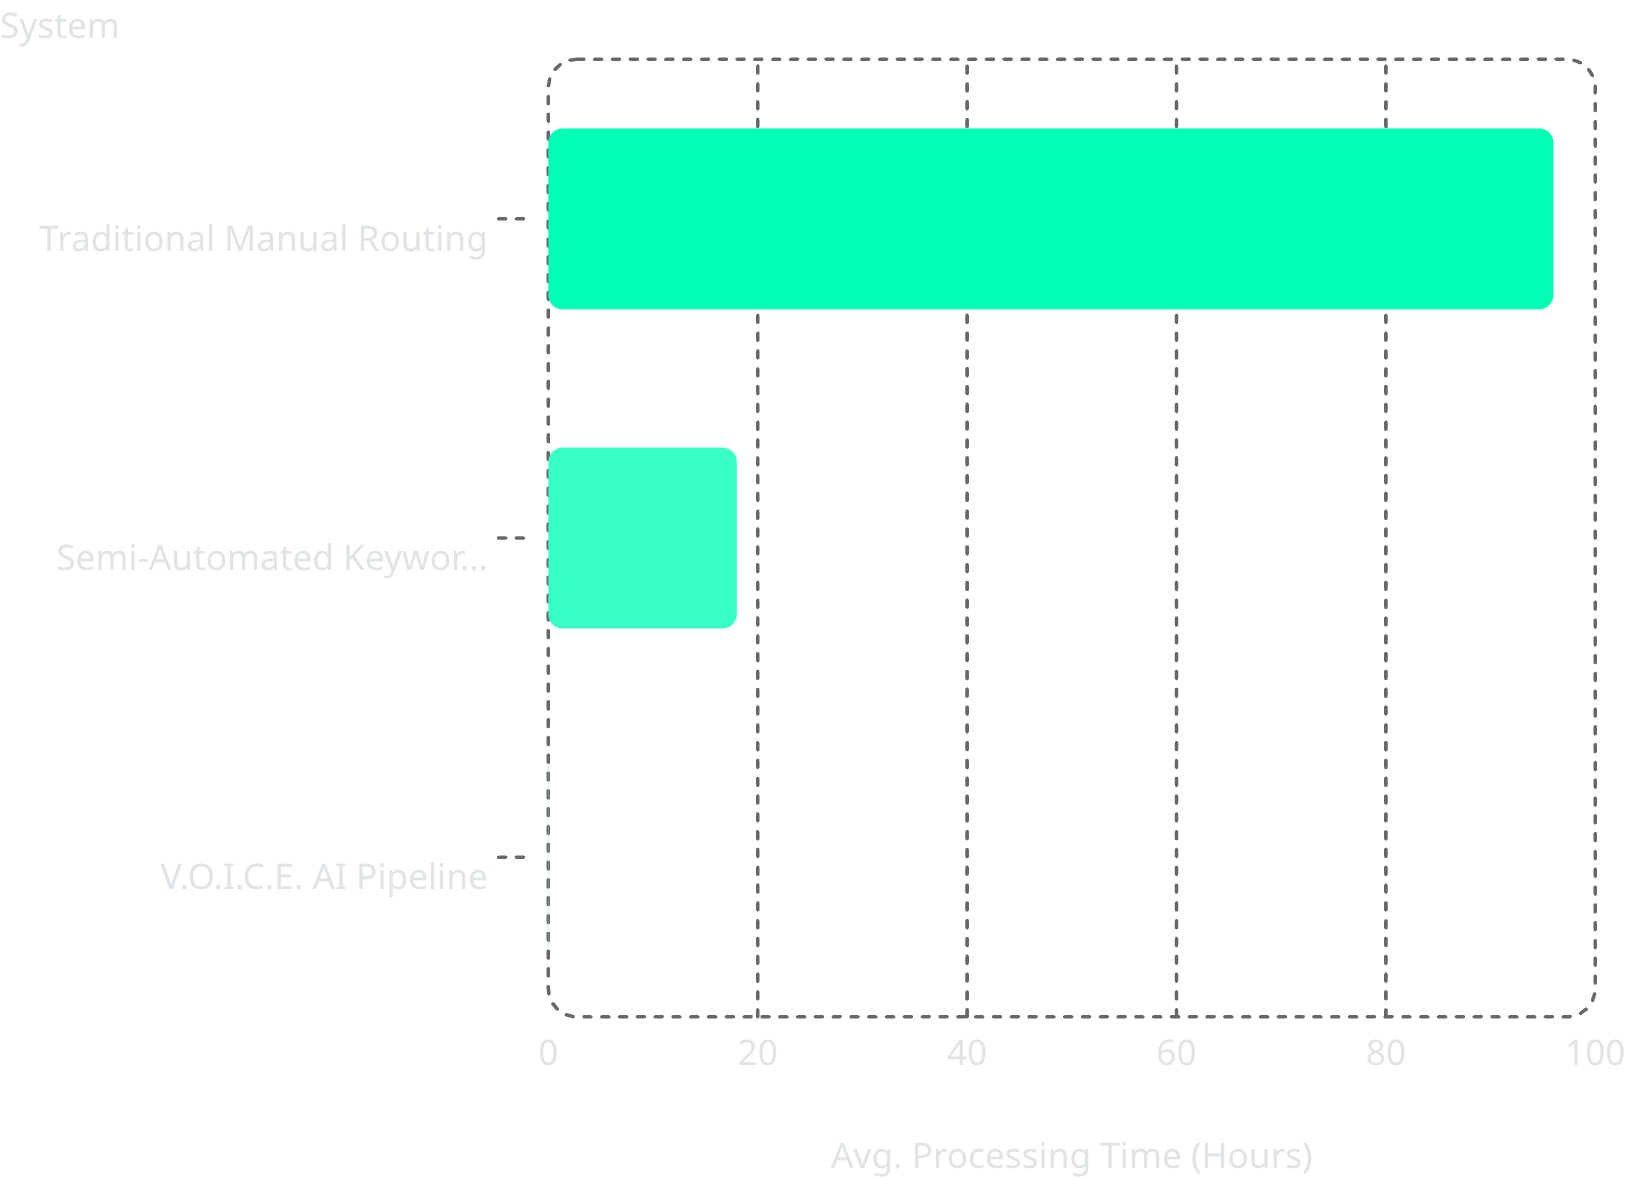 System
Traditional Manual Routing
Semi-Automated Keywor...
V.O.I.C.E. AI Pipeline
0 20 40 60 80 100
Avg. Processing Time (Hours)